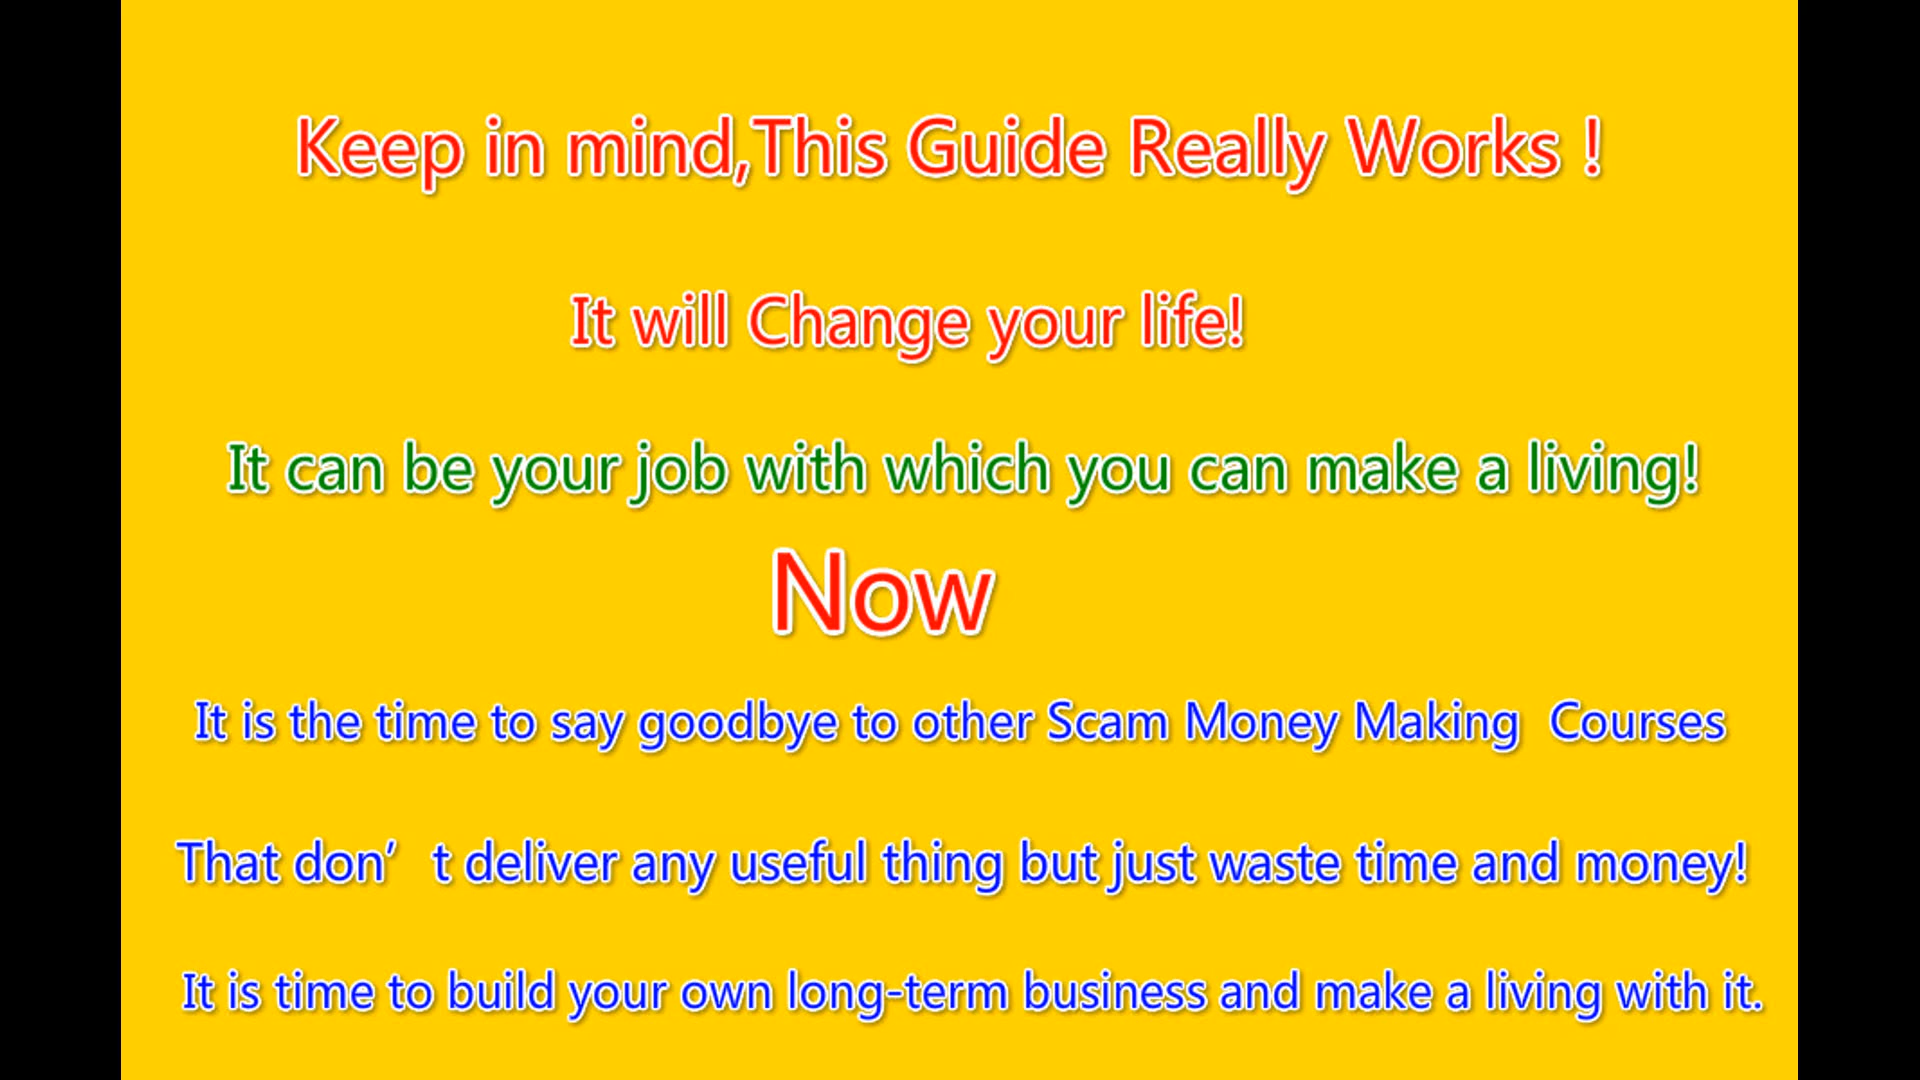 Keep in mind,This Guide Really Works !
It will Change your life!
It can be your job with which you can make a living!
Now
It is the time to say goodbye to other Scam Money Making  Courses
That don’ t deliver any useful thing but just waste time and money!
It is time to build your own long-term business and make a living with it.